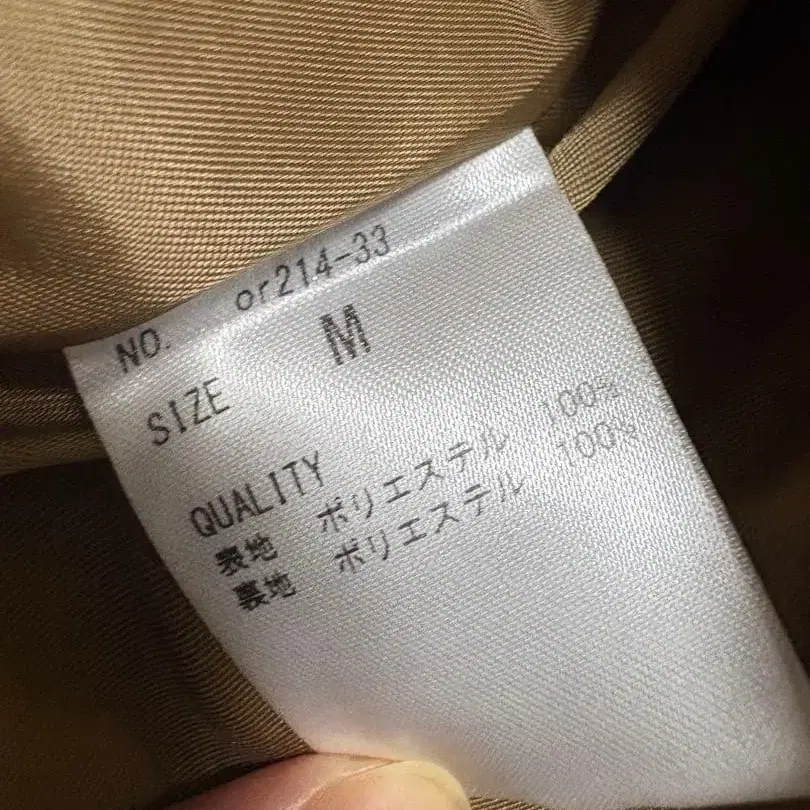 NO. or214-33
SIZE M
QUALITY
表地 ポリエステル 100%
裏地 ポリエステル 100%